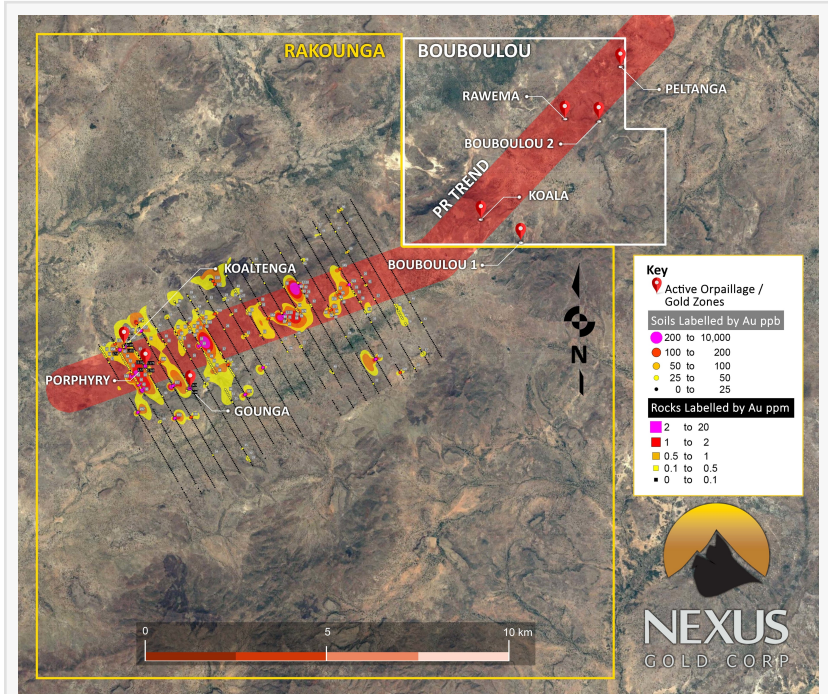 RAKOUNGA
BOUBOULOU
PELTANGA
RAWEMA
BOUBOULOU 2
PR TREND
KOALA
BOUBOULOU 1
KOALTENGA
PORPHYRY
GOUNGA
N
Key
Active Orpaillage /
Gold Zones
Soils Labelled by Au ppb
200 to 10,000
100 to 200
50 to 100
25 to 50
0 to 25
Rocks Labelled by Au ppm
2 to 20
1 to 2
0.5 to 1
0.1 to 0.5
0 to 0.1
0 5 10 km
NEXUS
GOLD CORP